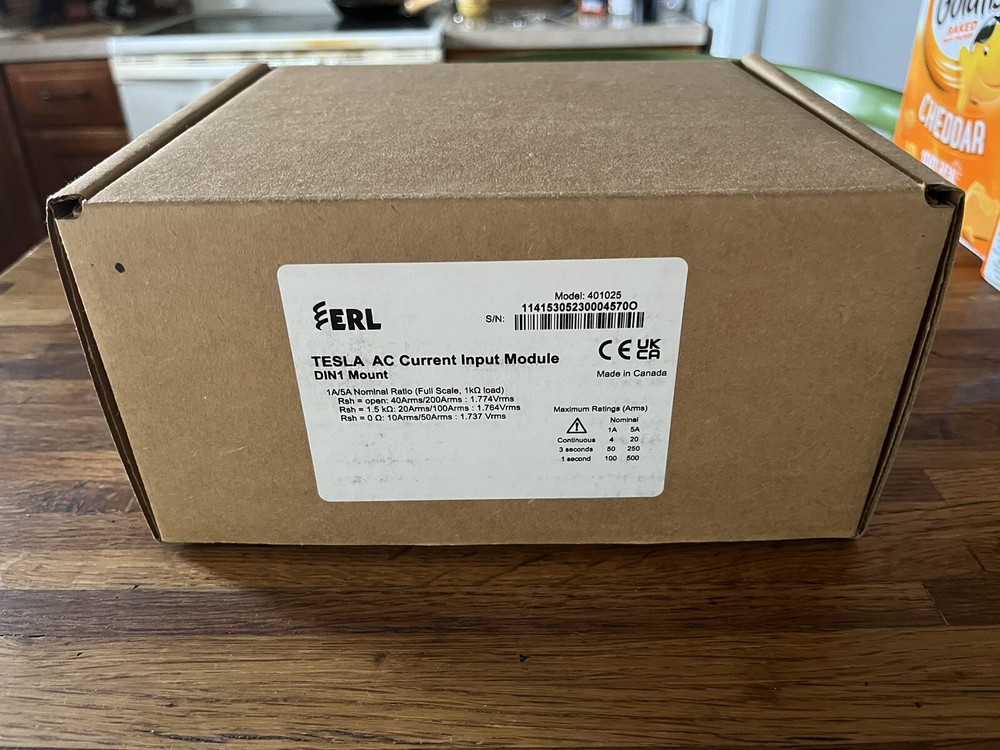 Model: 401025
S/N: 11415305230004570O
ERL
TESLA AC Current Input Module
DIN1 Mount
CE UK CA
Made in Canada
1A/5A Nominal Ratio (Full Scale, 1kΩ load)
Rsh = open: 40Arms/200Arms : 1.774Vrms
Rsh = 1.5 kΩ: 20Arms/100Arms : 1.764Vrms
Rsh = 0 Ω: 10Arms/50Arms : 1.737 Vrms
Maximum Ratings (Arms)
Nominal
1A 5A
Continuous 4 20
3 seconds 50 250
1 second 100 500
BAKED
CHEDDAR